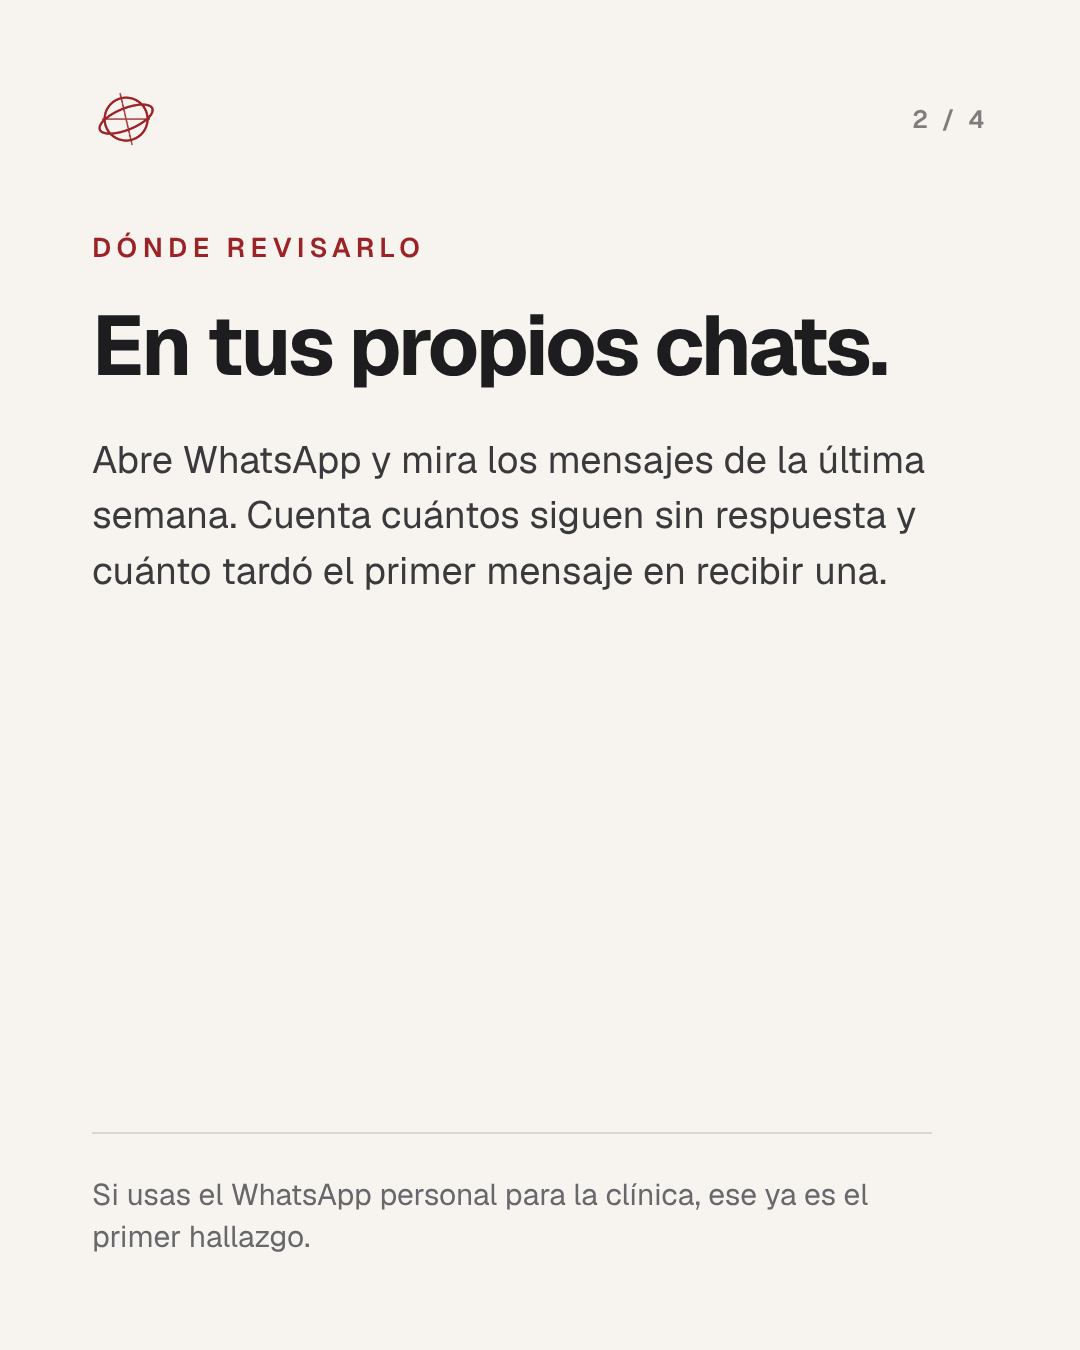 2 / 4
DÓNDE REVISARLO
En tus propios chats.
Abre WhatsApp y mira los mensajes de la última
semana. Cuenta cuántos siguen sin respuesta y
cuánto tardó el primer mensaje en recibir una.
Si usas el WhatsApp personal para la clínica, ese ya es el
primer hallazgo.